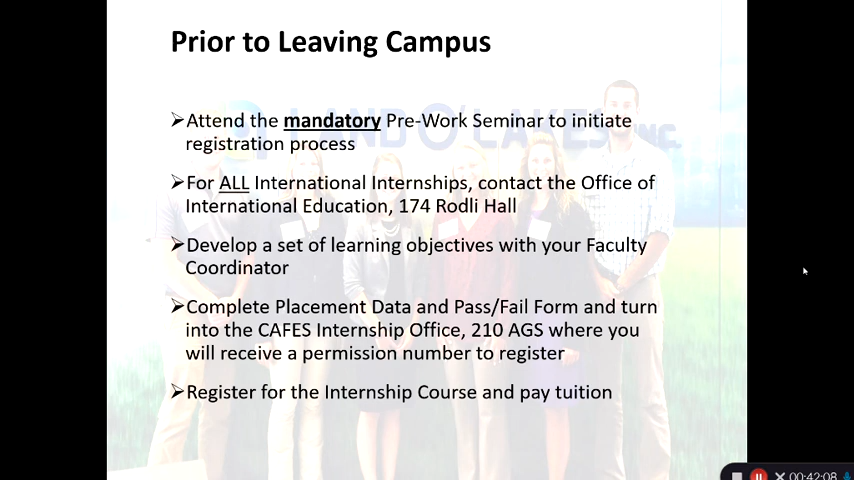 Prior to Leaving Campus
➢Attend the mandatory Pre-Work Seminar to initiate
registration process
➢For ALL International Internships, contact the Office of
International Education, 174 Rodli Hall
➢Develop a set of learning objectives with your Faculty
Coordinator
➢Complete Placement Data and Pass/Fail Form and turn
into the CAFES Internship Office, 210 AGS where you
will receive a permission number to register
➢Register for the Internship Course and pay tuition
LAND O'LAKES INC.
00:42:08